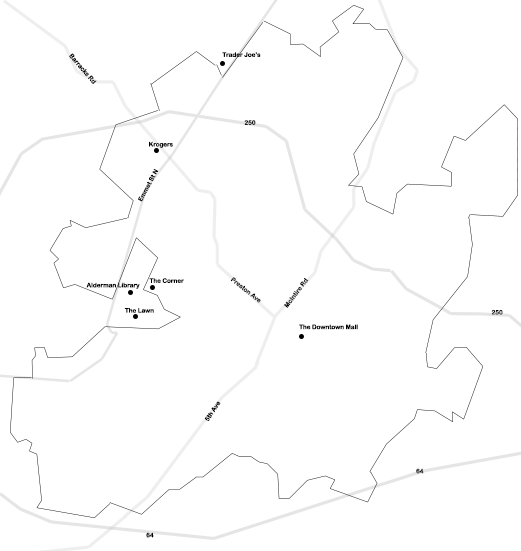 Trader Joe's
Barracke Rd
250
Krogers
Emmet St N
Alderman Library
The Corner
The Lawn
Preston Ave
McIntire Rd
250
The Downtown Mall
5th Ave
64
64